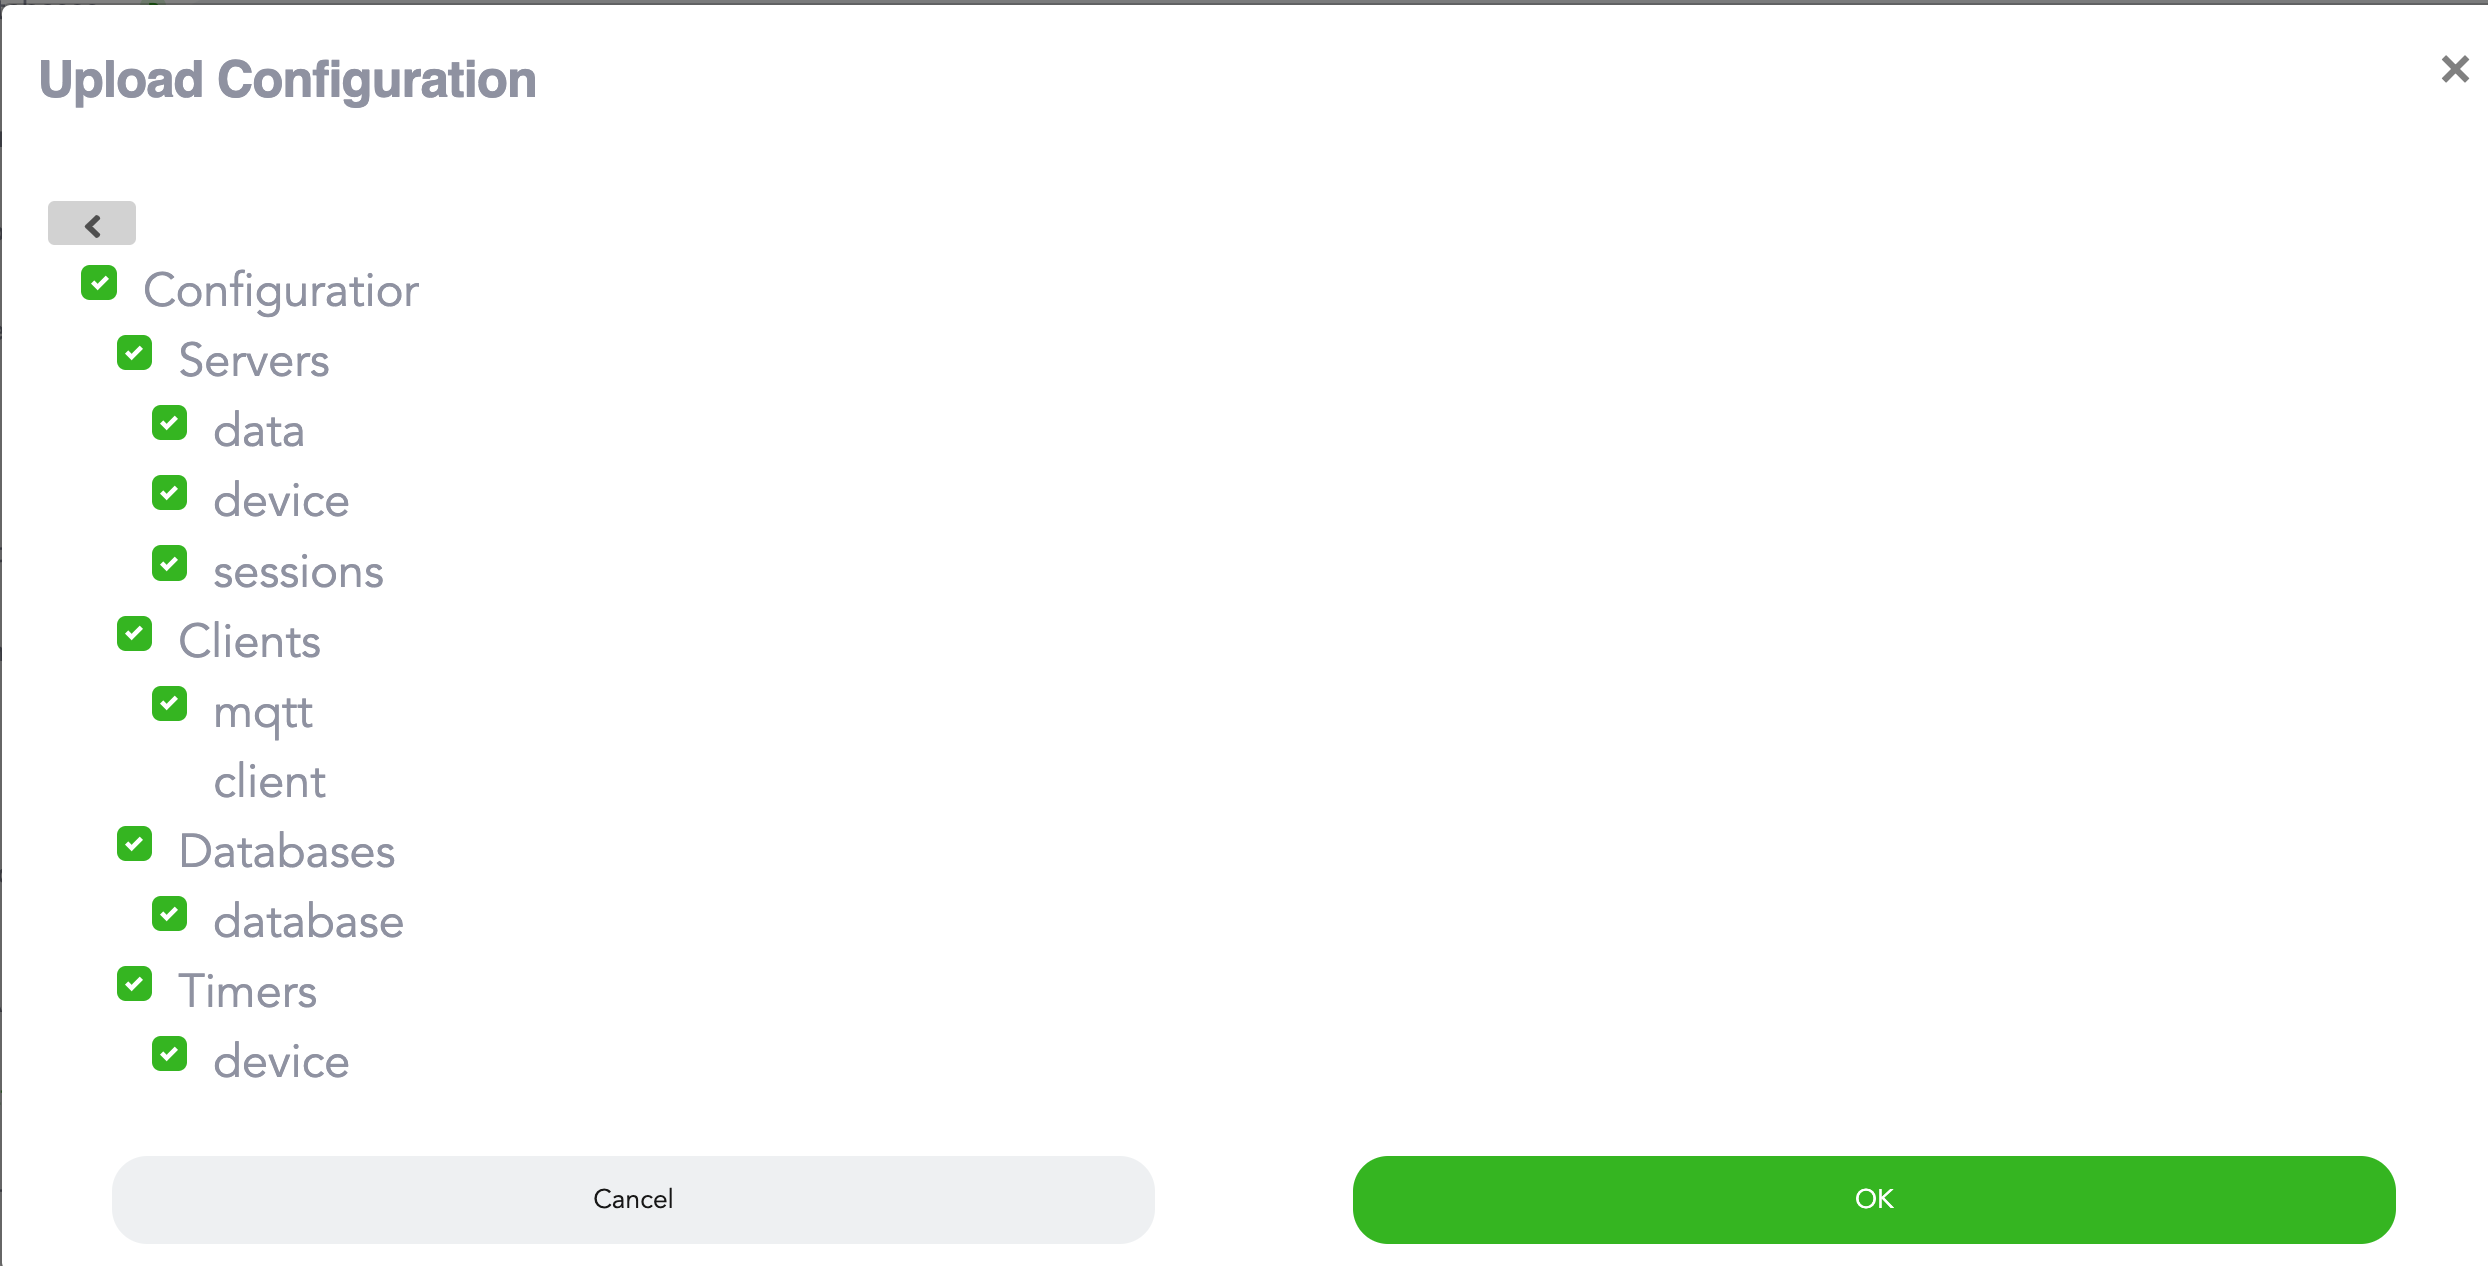 Upload Configuration
Configuratior
Servers
data
device
sessions
Clients
mqtt
client
Databases
database
Timers
device
Cancel
OK